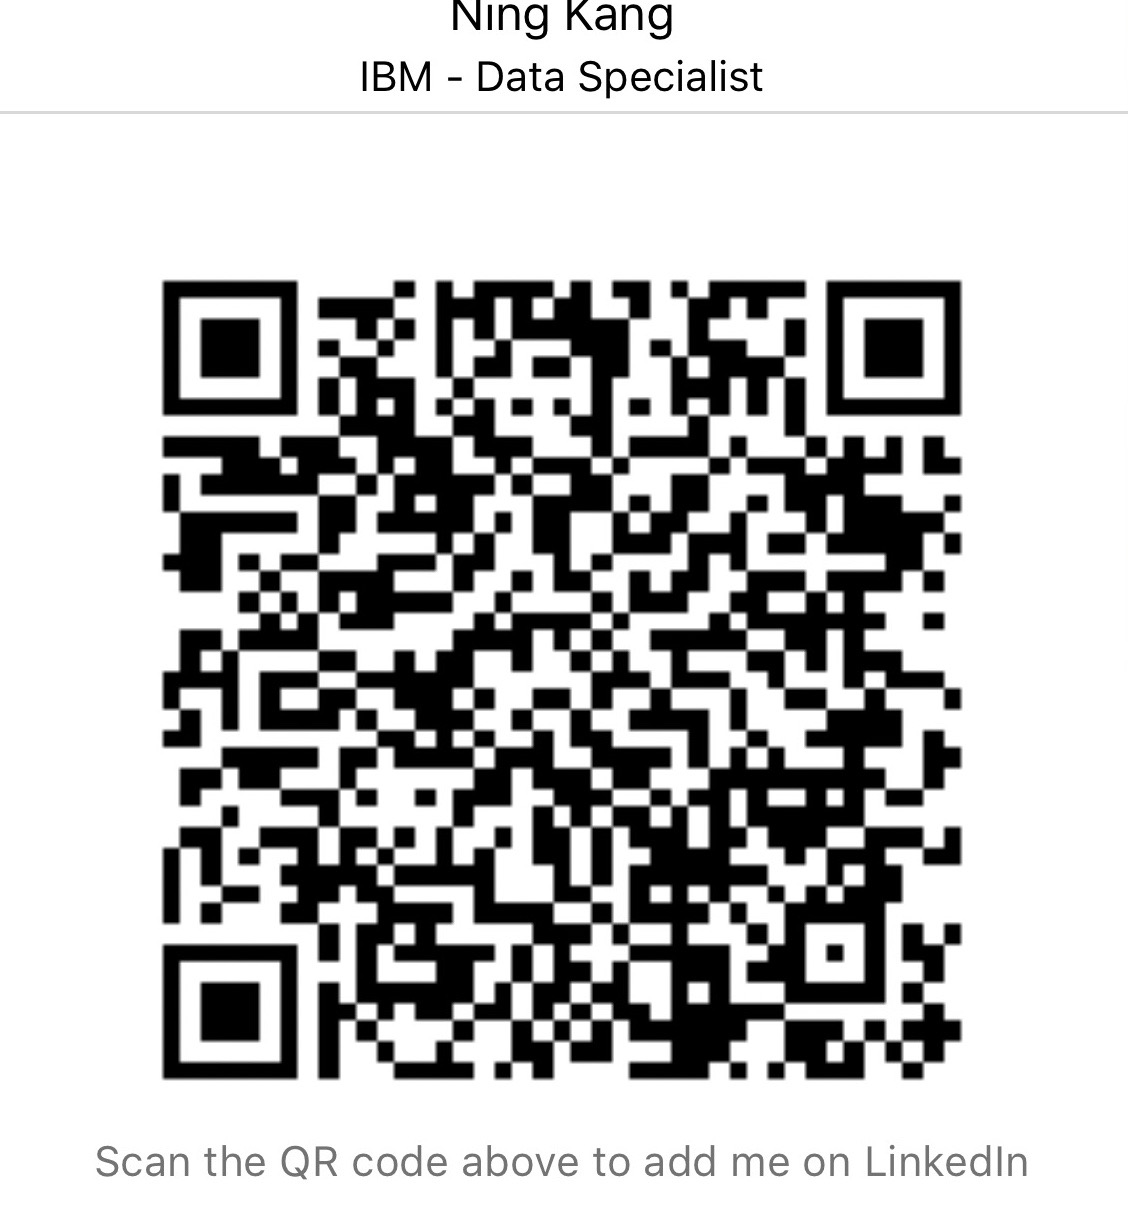 Ning Kang
IBM - Data Specialist
Scan the QR code above to add me on LinkedIn